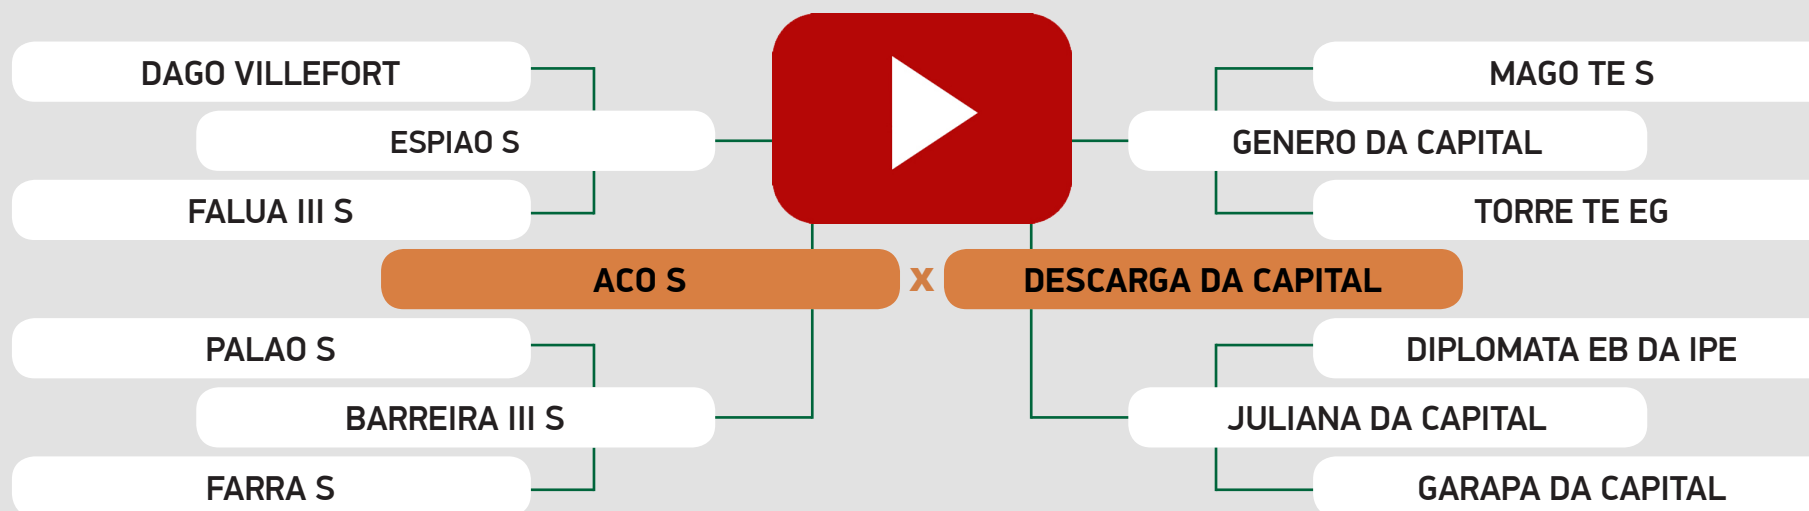 DAGO VILLEFORT
MAGO TE S
ESPIAO S
GENERO DA CAPITAL
FALUA III S
TORRE TE EG
ACO S x DESCARGA DA CAPITAL
PALAO S
DIPLOMATA EB DA IPE
BARREIRA III S
JULIANA DA CAPITAL
FARRA S
GARAPA DA CAPITAL